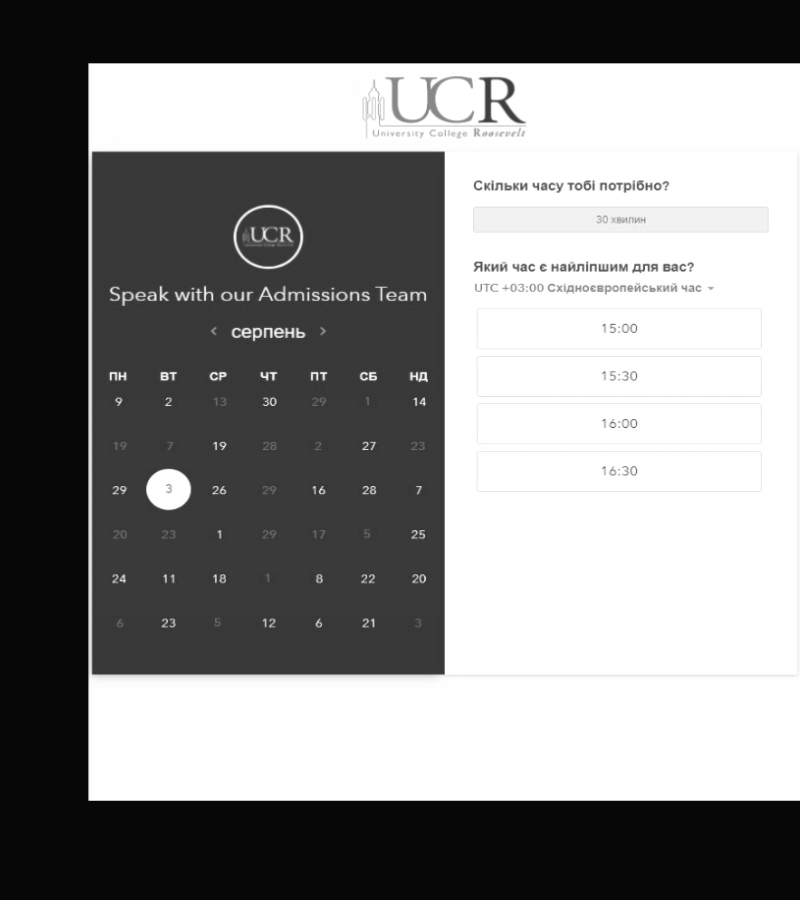 UCR
University College Roosevelt
UCR
Speak with our Admissions Team
< серпень >
ПН ВТ СР ЧТ ПТ СБ НД
9 2 13 30 29 1 14
19 7 19 28 2 27 23
29 3 26 29 16 28 7
20 23 1 29 17 5 25
24 11 18 1 8 22 20
6 23 5 12 6 21 3
Скільки часу тобі потрібно?
30 хвилин
Який час є найліпшим для вас?
UTC +03:00 Східноєвропейський час
15:00
15:30
16:00
16:30